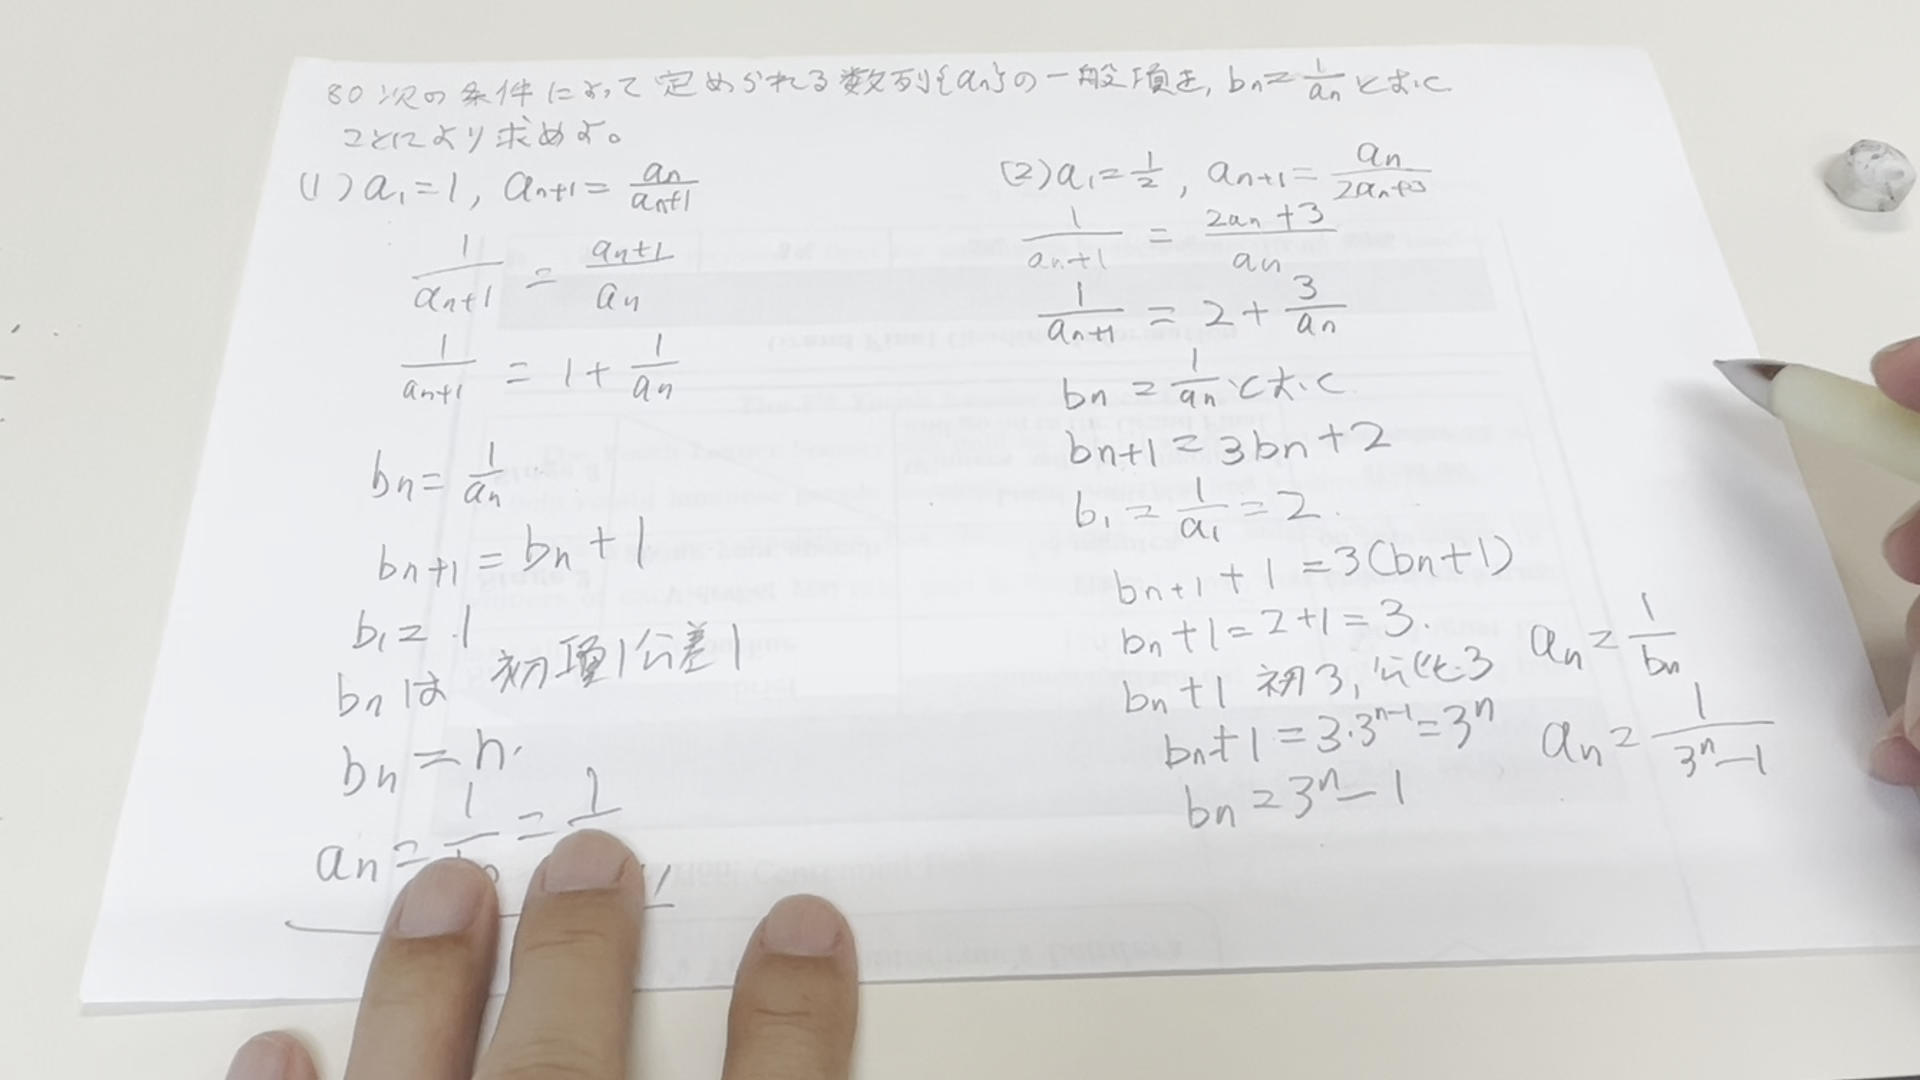 80 次の条件によって定められる数列{an}の一般項を, bn=1/anとおく
ことにより求めよ。
(1) a1=1, an+1=an/an+1
1/an+1 = an+1/an
1/an+1 = 1+1/an
bn=1/an
bn+1=bn+1
b1=1
bnは 初項1公差1
bn=n.
an=1/ = 1/
(2) a1=1/2, an+1=an/2an+3
1/an+1 = 2an+3/an
1/an+1 = 2+3/an
bn=1/anとおく
bn+1=3bn+2
b1=1/a1=2.
bn+1+1=3(bn+1)
bn+1=2+1=3.
bn+1 初3, 公比3
bn+1=3・3^n-1=3^n
bn=3^n-1
an=1/bn
an=1/3^n-1